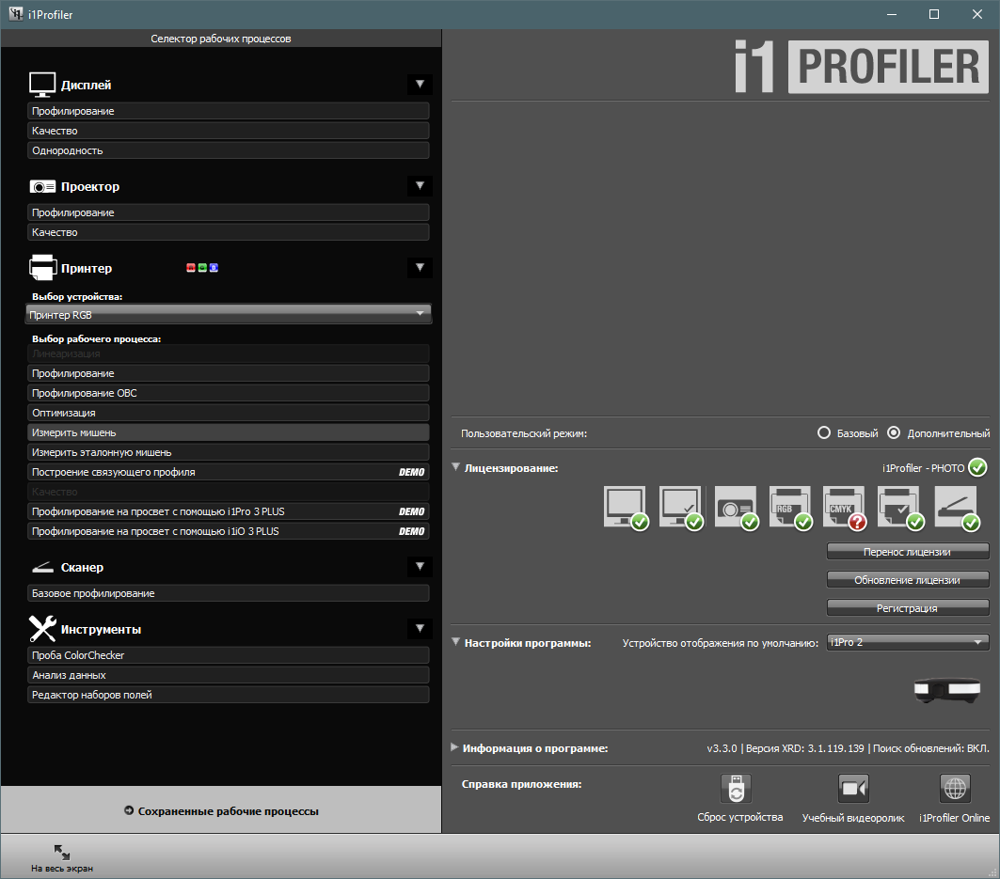 i1Profiler
Селектор рабочих процессов
Дисплей
Профилирование
Качество
Однородность
Проектор
Профилирование
Качество
Принтер
Выбор устройства:
Принтер RGB
Выбор рабочего процесса:
Линеаризация
Профилирование
Профилирование OBC
Оптимизация
Измерить мишень
Измерить эталонную мишень
Построение связующего профиля DEMO
Качество
Профилирование на просвет с помощью i1Pro 3 PLUS DEMO
Профилирование на просвет с помощью i1iO 3 PLUS DEMO
Сканер
Базовое профилирование
Инструменты
Проба ColorChecker
Анализ данных
Редактор наборов полей
Сохраненные рабочие процессы
На весь экран
i1 PROFILER
Пользовательский режим: Базовый Дополнительный
Лицензирование: i1Profiler - PHOTO
RGB CMYK ?
Перенос лицензии
Обновление лицензии
Регистрация
Настройки программы: Устройство отображения по умолчанию: i1Pro 2
Информация о программе: v3.3.0 | Версия XRD: 3.1.119.139 | Поиск обновлений: ВКЛ.
Справка приложения:
Сброс устройства Учебный видеоролик i1Profiler Online